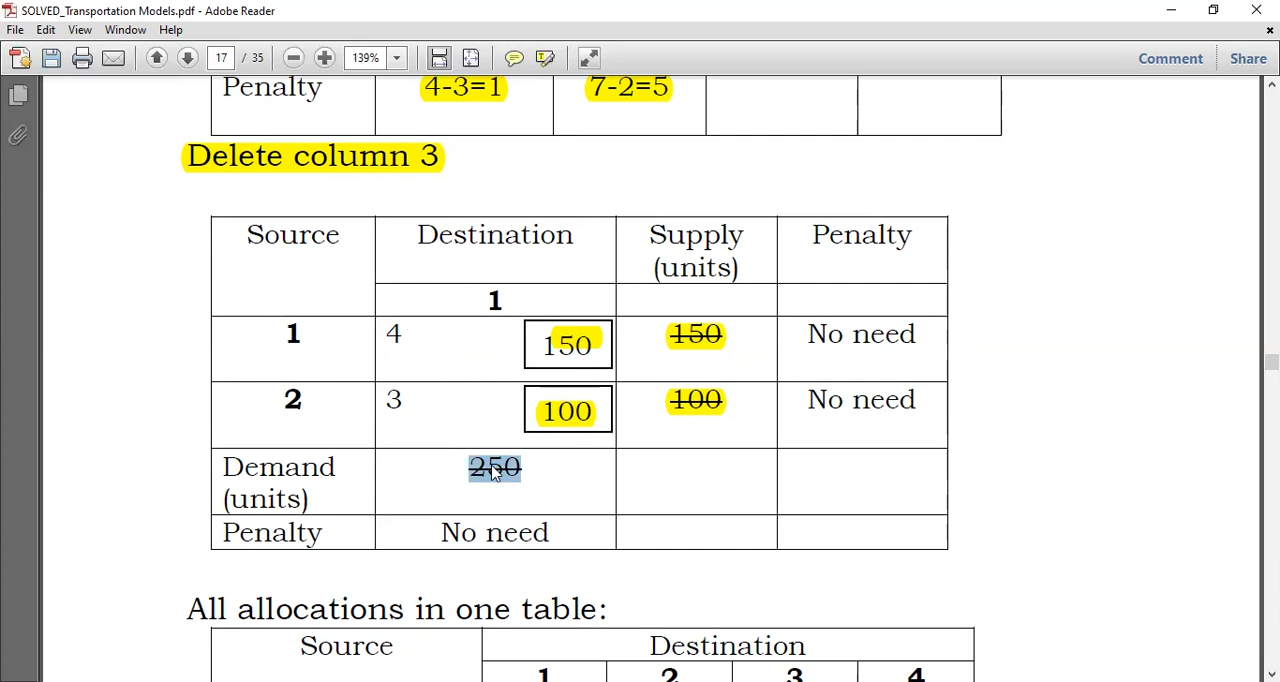 SOLVED_Transportation Models.pdf - Adobe Reader
File Edit View Window Help
17 / 35 139% Comment Share
Penalty 4-3=1 7-2=5
Delete column 3
Source Destination Supply Penalty
(units)
1
1 4 150 150 No need
2 3 100 100 No need
Demand 250
(units)
Penalty No need
All allocations in one table:
Source Destination
1 2 3 4